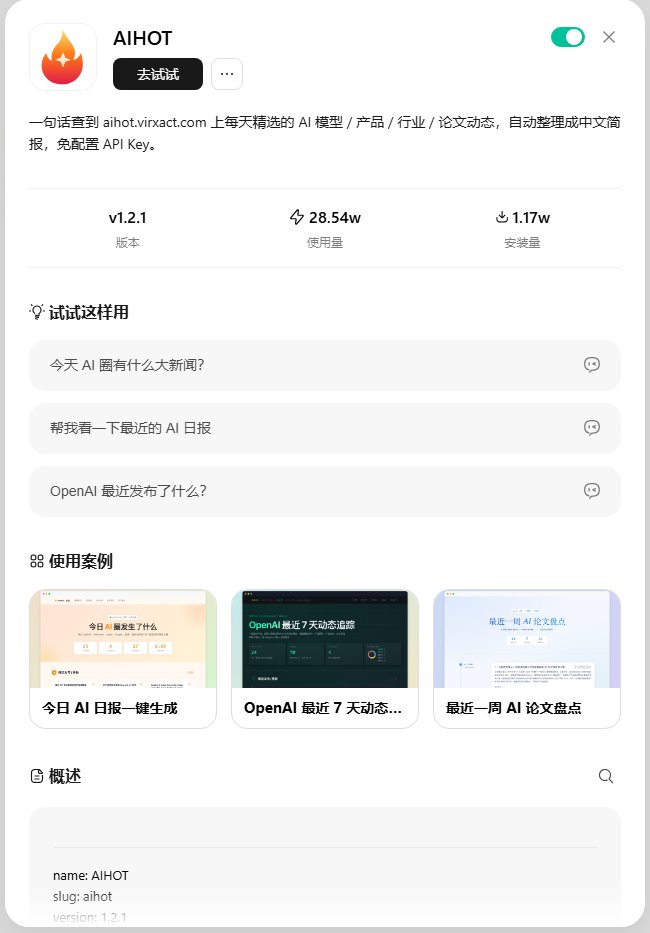 AIHOT
去试试
一句话查到 aihot.virxact.com 上每天精选的 AI 模型 / 产品 / 行业 / 论文动态，自动整理成中文简
报，免配置 API Key。
v1.2.1
28.54w
1.17w
版本
使用量
安装量
试试这样用
今天 AI 圈有什么大新闻？
帮我看一下最近的 AI 日报
OpenAI 最近发布了什么？
使用案例
今日 AI 圈发生了什么
OpenAI 最近 7 天动态追踪
最近一周 AI 论文盘点
今日 AI 日报一键生成
OpenAI 最近 7 天动态...
最近一周 AI 论文盘点
概述
name: AIHOT
slug: aihot
version: 1.2.1